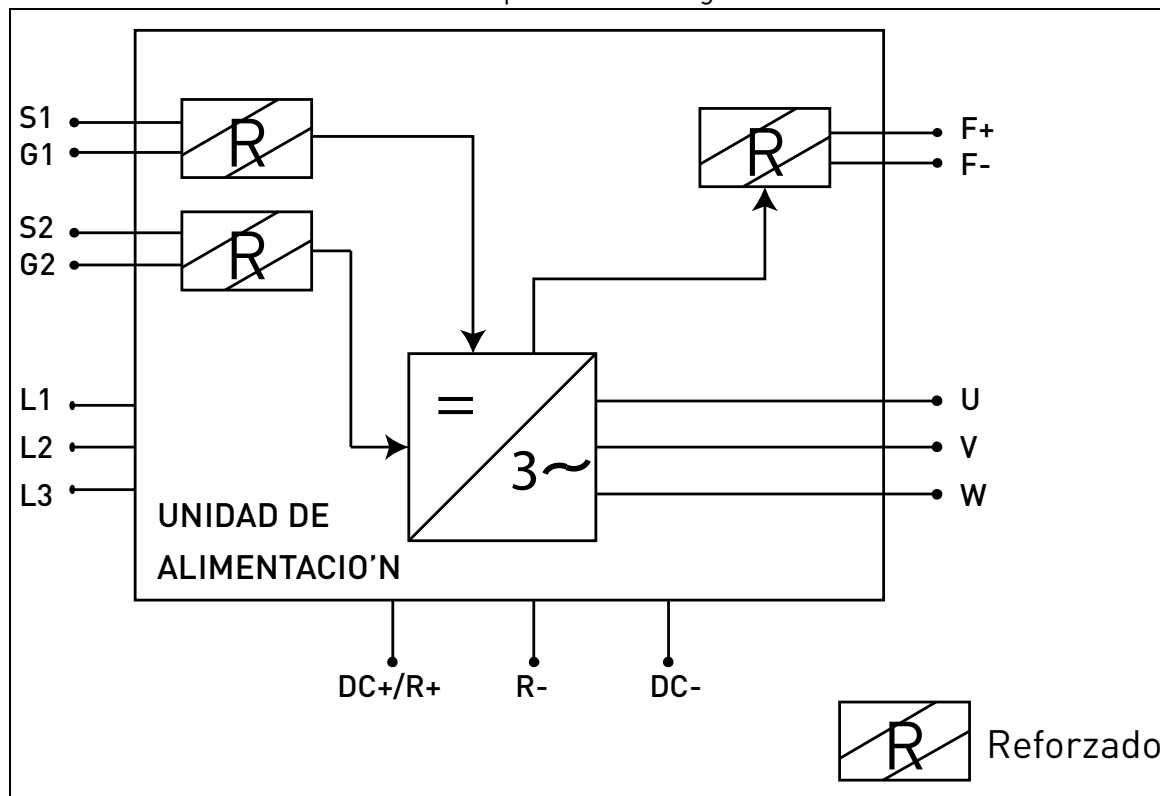 S1
G1
R
F+
F-
R
S2
G2
R
L1
L2
L3
=
3~
U
V
W
UNIDAD DE
ALIMENTACIO'N
DC+/R+
R-
DC-
R
Reforzado